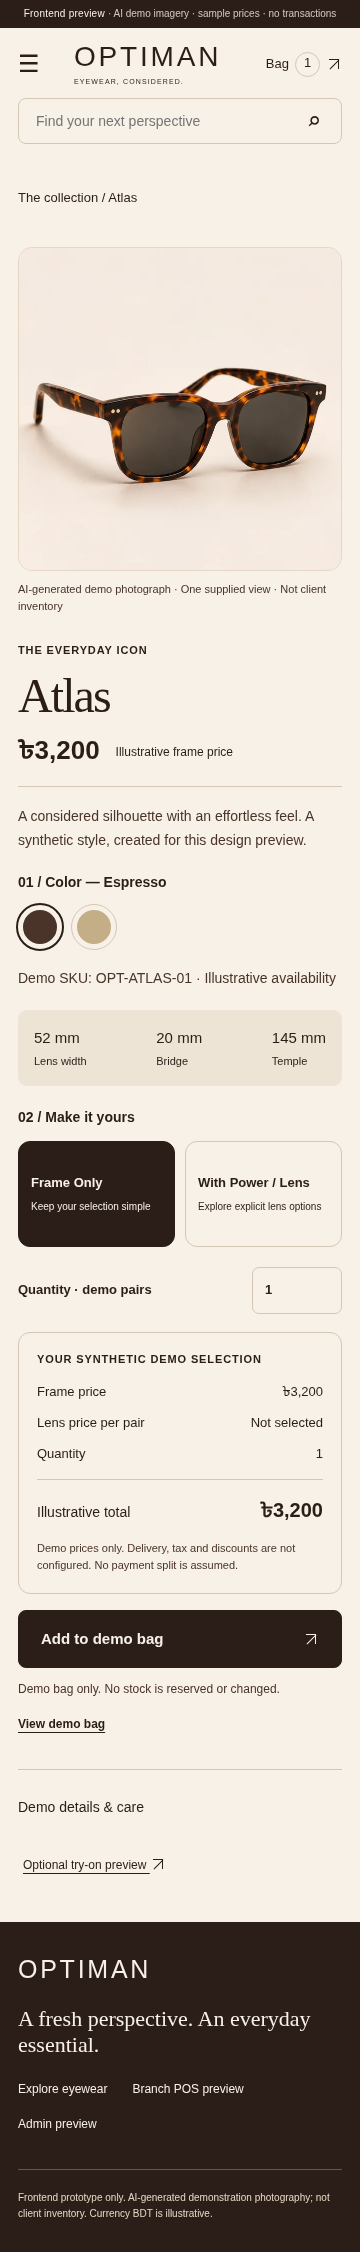 Frontend preview · AI demo imagery · sample prices · no transactions
OPTIMAN
EYEWEAR, CONSIDERED.
Bag 1
Find your next perspective
The collection / Atlas
AI-generated demo photograph · One supplied view · Not client
inventory
THE EVERYDAY ICON
Atlas
৳3,200 Illustrative frame price
A considered silhouette with an effortless feel. A
synthetic style, created for this design preview.
01 / Color — Espresso
Demo SKU: OPT-ATLAS-01 · Illustrative availability
52 mm 20 mm 145 mm
Lens width Bridge Temple
02 / Make it yours
Frame Only With Power / Lens
Keep your selection simple Explore explicit lens options
Quantity · demo pairs 1
YOUR SYNTHETIC DEMO SELECTION
Frame price ৳3,200
Lens price per pair Not selected
Quantity 1
Illustrative total ৳3,200
Demo prices only. Delivery, tax and discounts are not
configured. No payment split is assumed.
Add to demo bag
Demo bag only. No stock is reserved or changed.
View demo bag
Demo details & care
Optional try-on preview
OPTIMAN
A fresh perspective. An everyday
essential.
Explore eyewear Branch POS preview
Admin preview
Frontend prototype only. AI-generated demonstration photography; not
client inventory. Currency BDT is illustrative.